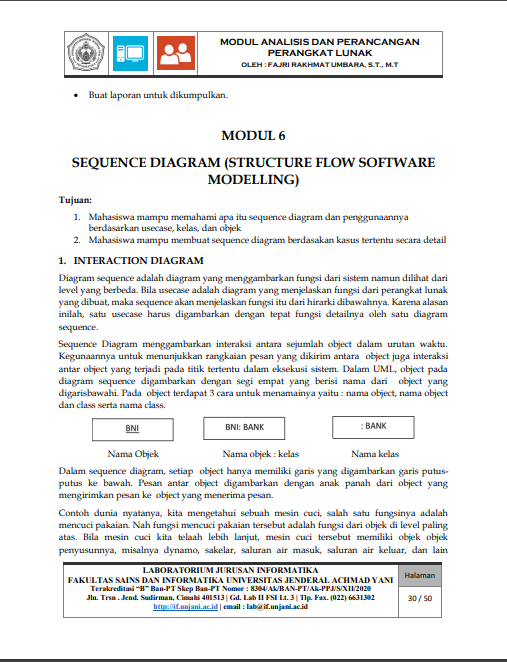 MODUL ANALISIS DAN PERANCANGAN
PERANGKAT LUNAK
OLEH : FAJRI RAKHMAT UMBARA, S.T., M.T
• Buat laporan untuk dikumpulkan.
MODUL 6
SEQUENCE DIAGRAM (STRUCTURE FLOW SOFTWARE
MODELLING)
Tujuan:
1. Mahasiswa mampu memahami apa itu sequence diagram dan penggunaannya
berdasarkan usecase, kelas, dan objek
2. Mahasiswa mampu membuat sequence diagram berdasakan kasus tertentu secara detail
1. INTERACTION DIAGRAM
Diagram sequence adalah diagram yang menggambarkan fungsi dari sistem namun dilihat dari
level yang berbeda. Bila usecase adalah diagram yang menjelaskan fungsi dari perangkat lunak
yang dibuat, maka sequence akan menjelaskan fungsi itu dari hirarki dibawahnya. Karena alasan
inilah, satu usecase harus digambarkan dengan tepat fungsi detailnya oleh satu diagram
sequence.
Sequence Diagram menggambarkan interaksi antara sejumlah object dalam urutan waktu.
Kegunaannya untuk menunjukkan rangkaian pesan yang dikirim antara object juga interaksi
antar object yang terjadi pada titik tertentu dalam eksekusi sistem. Dalam UML, object pada
diagram sequence digambarkan dengan segi empat yang berisi nama dari object yang
digarisbawahi. Pada object terdapat 3 cara untuk menamainya yaitu : nama object, nama object
dan class serta nama class.
BNI
BNI: BANK
: BANK
Nama Objek
Nama objek : kelas
Nama kelas
Dalam sequence diagram, setiap object hanya memiliki garis yang digambarkan garis putus-
putus ke bawah. Pesan antar object digambarkan dengan anak panah dari object yang
mengirimkan pesan ke object yang menerima pesan.
Contoh dunia nyatanya, kita mengetahui sebuah mesin cuci, salah satu fungsinya adalah
mencuci pakaian. Nah fungsi mencuci pakaian tersebut adalah fungsi dari objek di level paling
atas. Bila mesin cuci kita telaah lebih lanjut, mesin cuci tersebut memiliki objek objek
penyusunnya, misalnya dynamo, sakelar, saluran air masuk, saluran air keluar, dan lain
LABORATORIUM JURUSAN INFORMATIKA
FAKULTAS SAINS DAN INFORMATIKA UNIVERSITAS JENDERAL ACHMAD YANI
Terakreditasi “B” Ban-PT Skep Ban-PT Nomor : 8304/Ak/BAN-PT/Ak-PPJ/S/XII/2020
Jln. Trsn . Jend. Sudirman, Cimahi 401513 | Gd. Lab II FSI Lt. 3 | Tlp. Fax. (022) 6631302
http://if.unjani.ac.id | email : lab@if.unjani.ac.id
Halaman
30 / 50